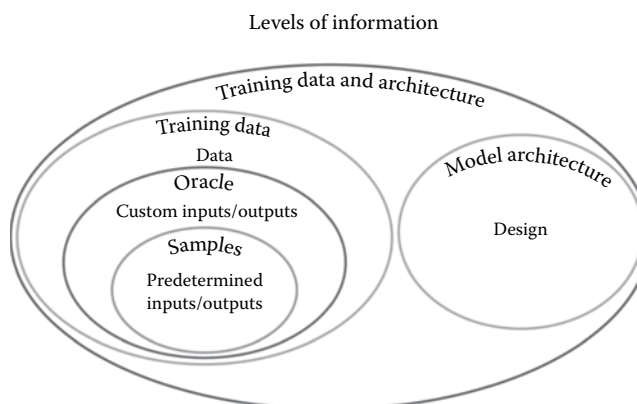 Levels of information
Training data and architecture
Training data
Data
Oracle
Custom inputs/outputs
Samples
Predetermined
inputs/outputs
Model architecture
Design